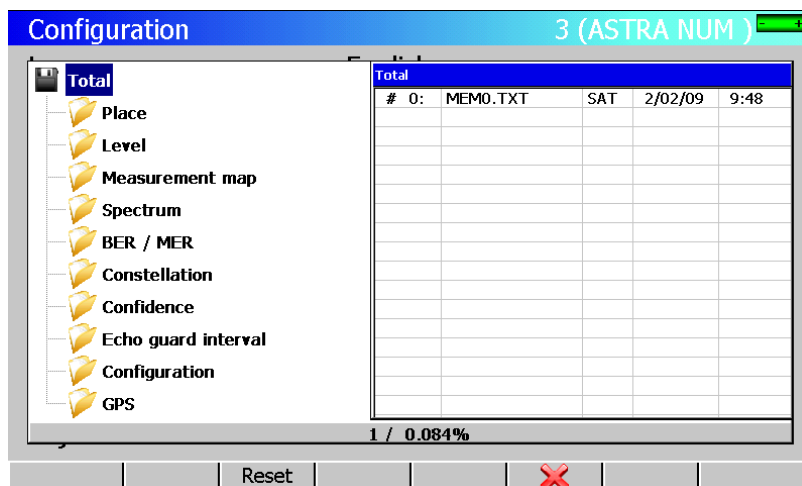 Configuration 3 (ASTRA NUM )
Total
Place
Level
Measurement map
Spectrum
BER / MER
Constellation
Confidence
Echo guard interval
Configuration
GPS
Total
# 0: MEM0.TXT SAT 2/02/09 9:48
1 / 0.084%
Reset